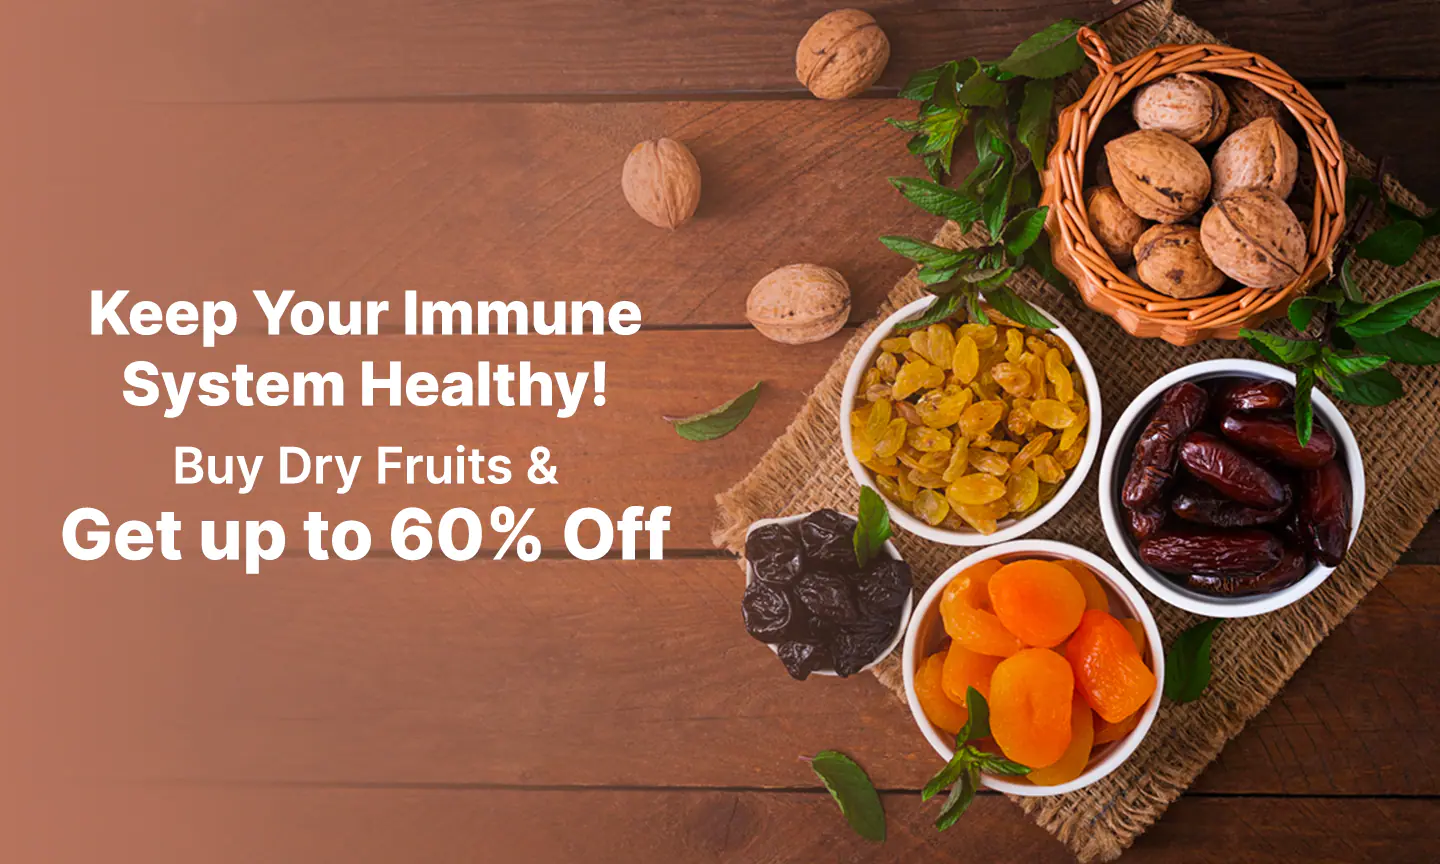 Keep Your Immune
System Healthy!
Buy Dry Fruits &
Get up to 60% Off